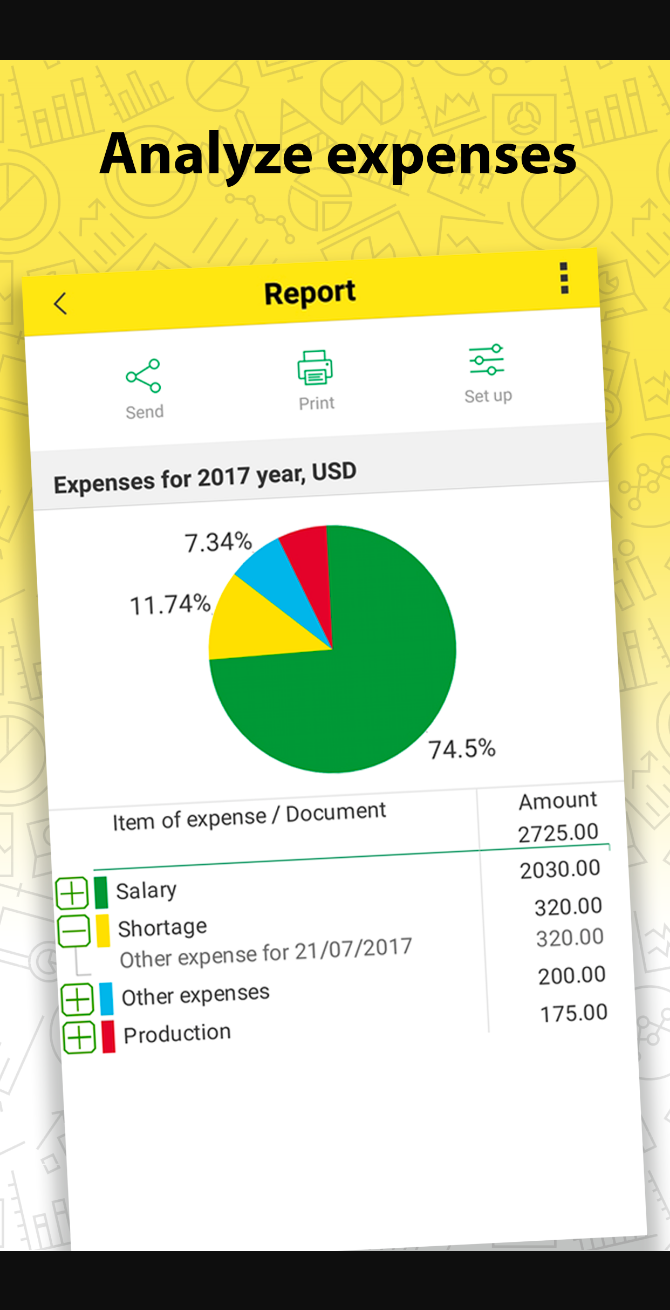 Analyze expenses
Report
Send Print Set up
Expenses for 2017 year, USD
7.34%
11.74%
74.5%
Item of expense / Document Amount
2725.00
Salary 2030.00
Shortage 320.00
Other expense for 21/07/2017 320.00
Other expenses 200.00
Production 175.00